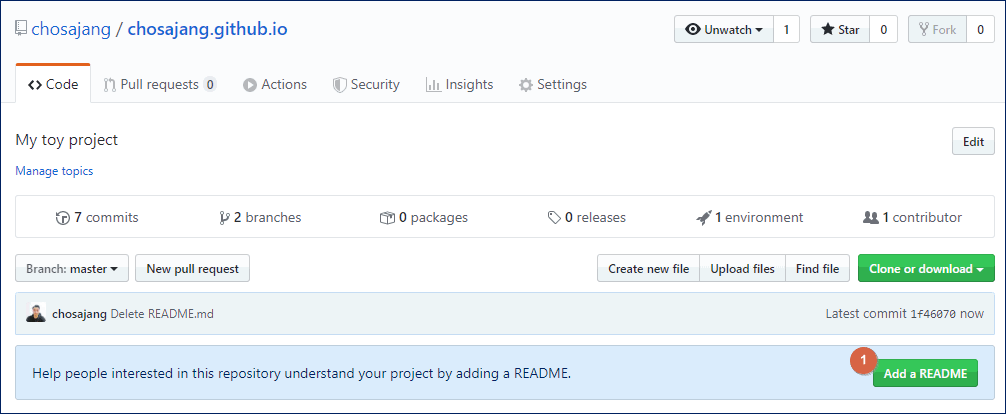 chosajang / chosajang.github.io
Unwatch 1 Star 0 Fork 0
Code Pull requests 0 Actions Security Insights Settings
My toy project
Edit
Manage topics
7 commits 2 branches 0 packages 0 releases 1 environment 1 contributor
Branch: master New pull request Create new file Upload files Find file Clone or download
chosajang Delete README.md Latest commit 1f46070 now
1
Help people interested in this repository understand your project by adding a README. Add a README